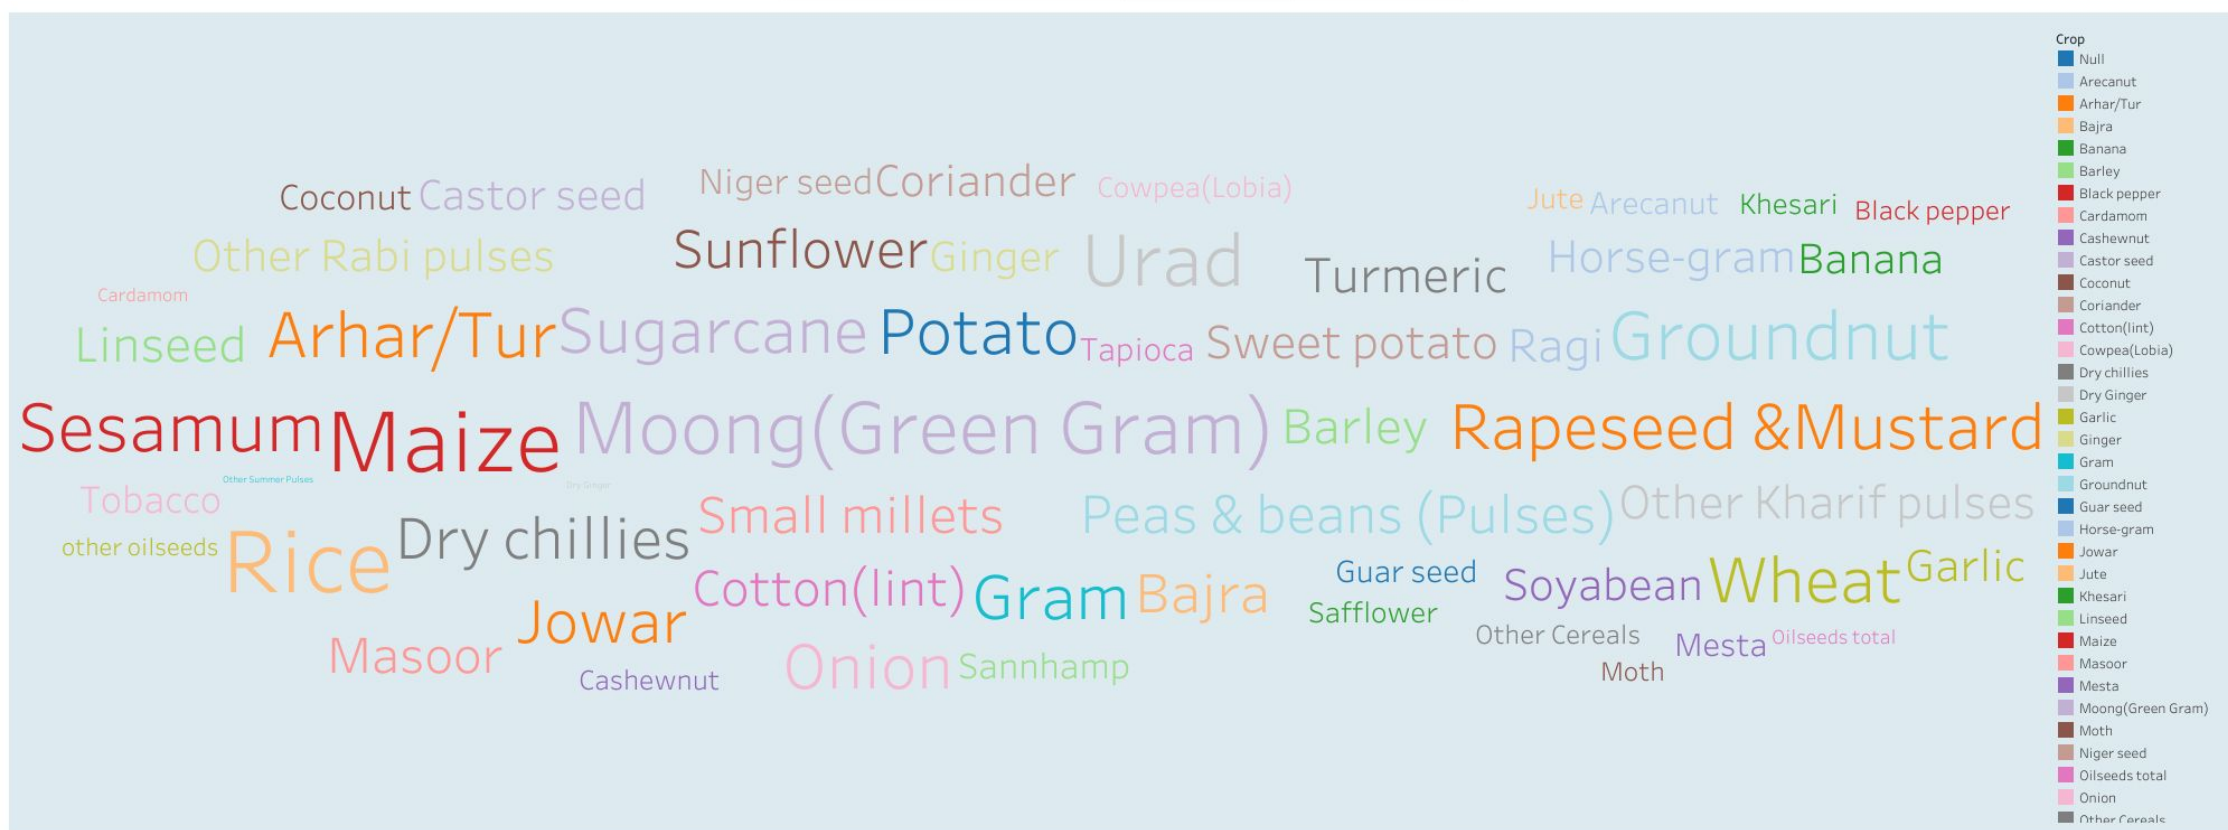 Coconut Castor seed Niger seed Coriander Cowpea(Lobia) Jute Arecanut Khesari Black pepper
Other Rabi pulses Sunflower Ginger Urad Turmeric Horse-gram Banana
Cardamom
Linseed Arhar/Tur Sugarcane Potato Tapioca Sweet potato Ragi Groundnut
Sesamum Maize Moong(Green Gram) Barley Rapeseed &Mustard
Other Summer Pulses Dry Ginger
Tobacco Small millets Peas & beans (Pulses) Other Kharif pulses
other oilseeds Rice Dry chillies
Cotton(lint) Gram Bajra Guar seed Soyabean Wheat Garlic
Jowar Safflower
Other Cereals Mesta Oilseeds total
Masoor Cashewnut Onion Sannhamp Moth
Crop
Null
Arecanut
Arhar/Tur
Bajra
Banana
Barley
Black pepper
Cardamom
Cashewnut
Castor seed
Coconut
Coriander
Cotton(lint)
Cowpea(Lobia)
Dry chillies
Dry Ginger
Garlic
Ginger
Gram
Groundnut
Guar seed
Horse-gram
Jowar
Jute
Khesari
Linseed
Maize
Masoor
Mesta
Moong(Green Gram)
Moth
Niger seed
Oilseeds total
Onion
Other Cereals